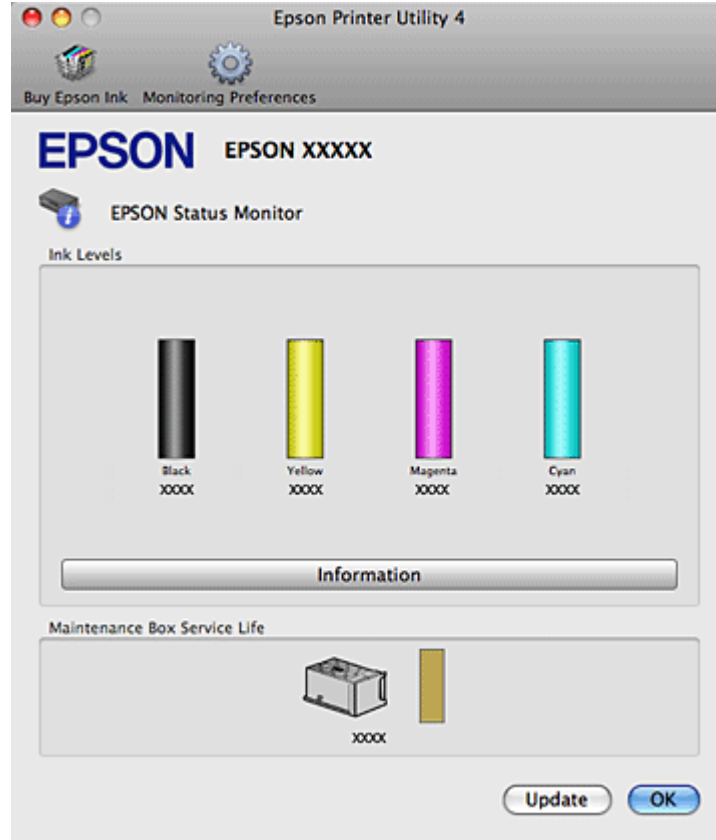 Epson Printer Utility 4
Buy Epson Ink Monitoring Preferences
EPSON EPSON XXXXX
EPSON Status Monitor
Ink Levels
Black Yellow Magenta Cyan
XXXX XXXX XXXX XXXX
Information
Maintenance Box Service Life
XXXX
Update OK